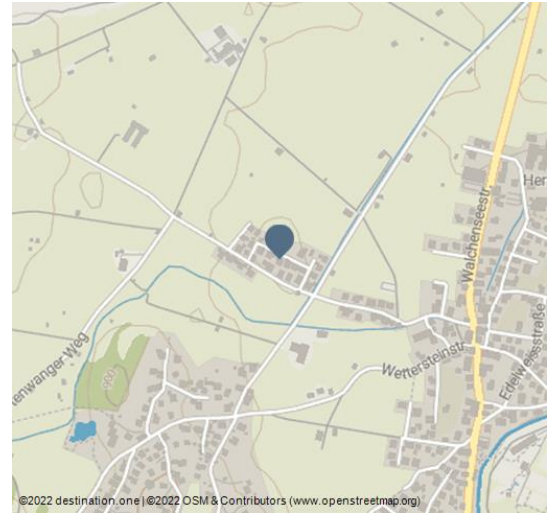 Walchenseestr.
Her
Edelweissstraße
Wettersteinstr.
enwanger Weg
900
©2022 destination.one | ©2022 OSM & Contributors (www.openstreetmap.org)